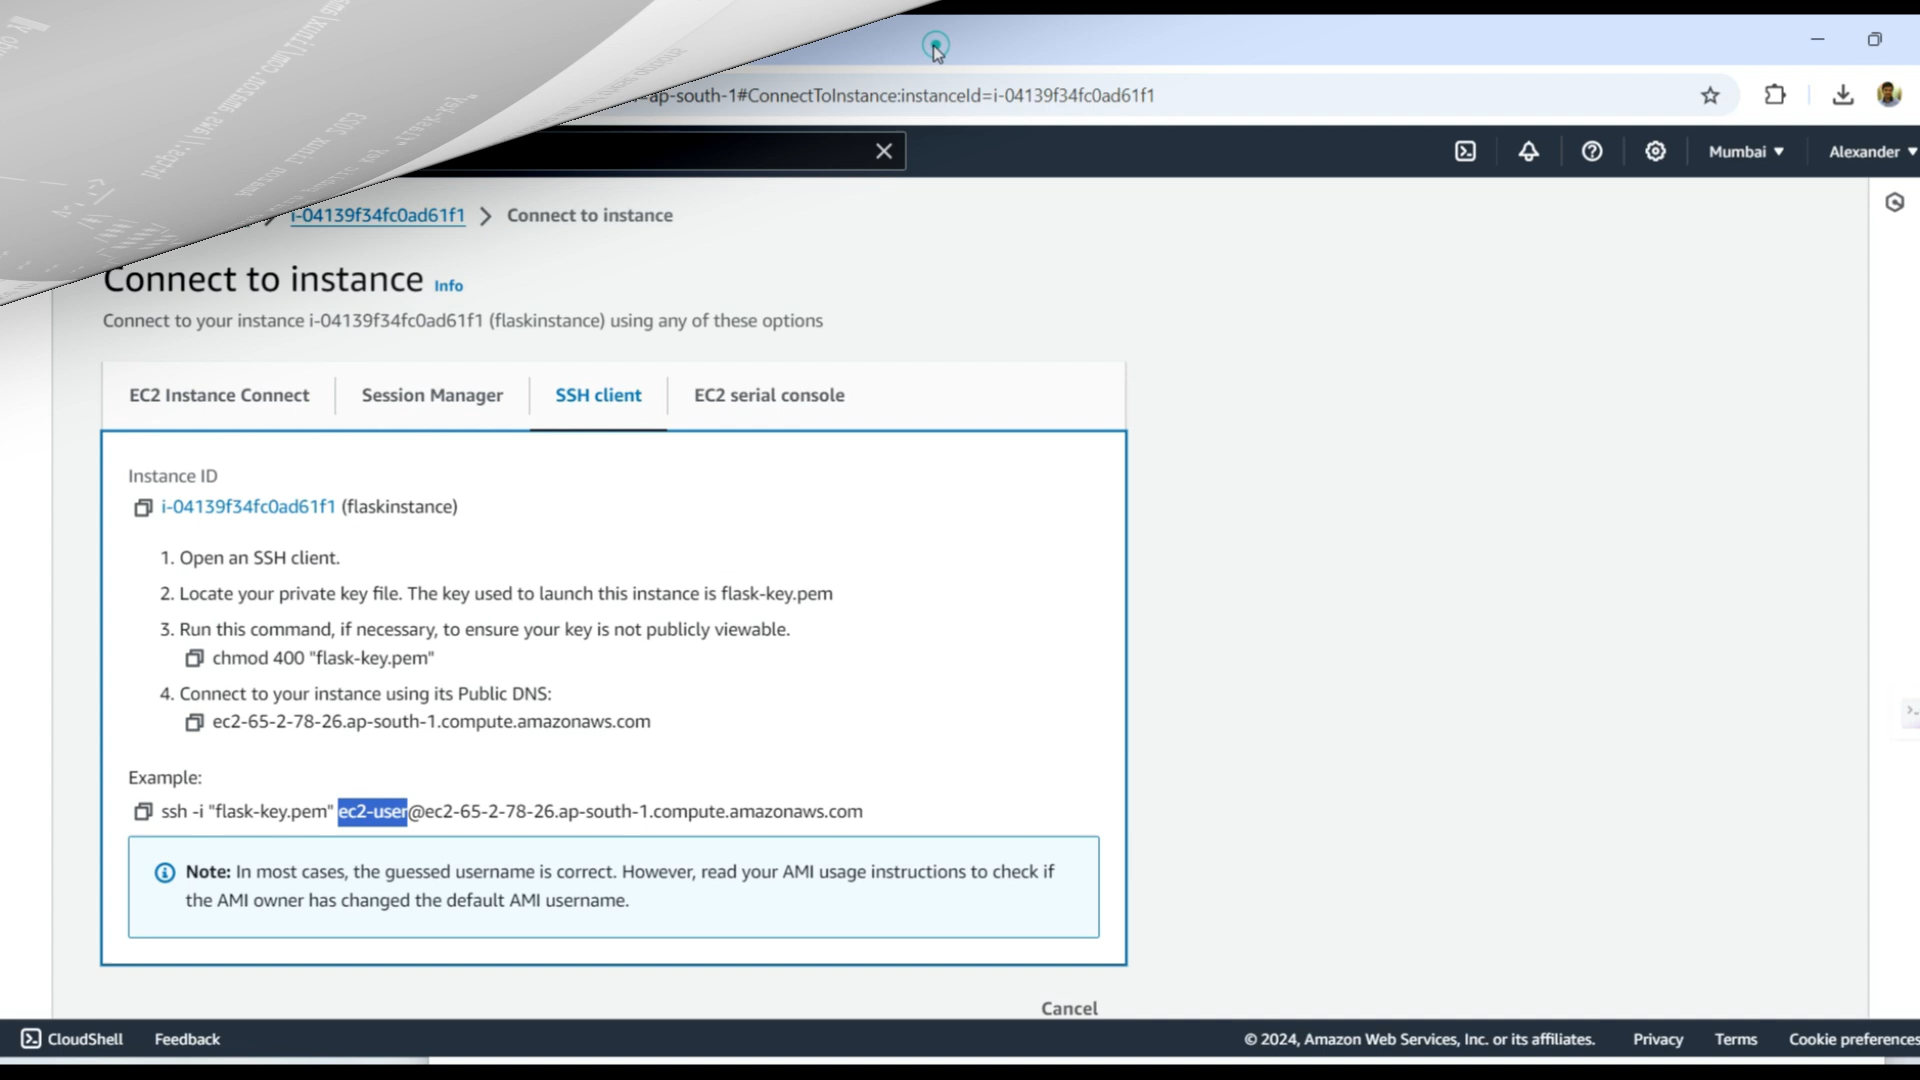 =ap-south-1#ConnectToInstance:instanceId=i-04139f34fc0ad61f1
Mumbai ▼
Alexander ▼
i-04139f34fc0ad61f1 > Connect to instance
Connect to instance Info
Connect to your instance i-04139f34fc0ad61f1 (flaskinstance) using any of these options
EC2 Instance Connect
Session Manager
SSH client
EC2 serial console
Instance ID
i-04139f34fc0ad61f1 (flaskinstance)
1. Open an SSH client.
2. Locate your private key file. The key used to launch this instance is flask-key.pem
3. Run this command, if necessary, to ensure your key is not publicly viewable.
chmod 400 "flask-key.pem"
4. Connect to your instance using its Public DNS:
ec2-65-2-78-26.ap-south-1.compute.amazonaws.com
Example:
ssh -i "flask-key.pem" ec2-user@ec2-65-2-78-26.ap-south-1.compute.amazonaws.com
Note: In most cases, the guessed username is correct. However, read your AMI usage instructions to check if
the AMI owner has changed the default AMI username.
Cancel
CloudShell
Feedback
© 2024, Amazon Web Services, Inc. or its affiliates.
Privacy
Terms
Cookie preferences